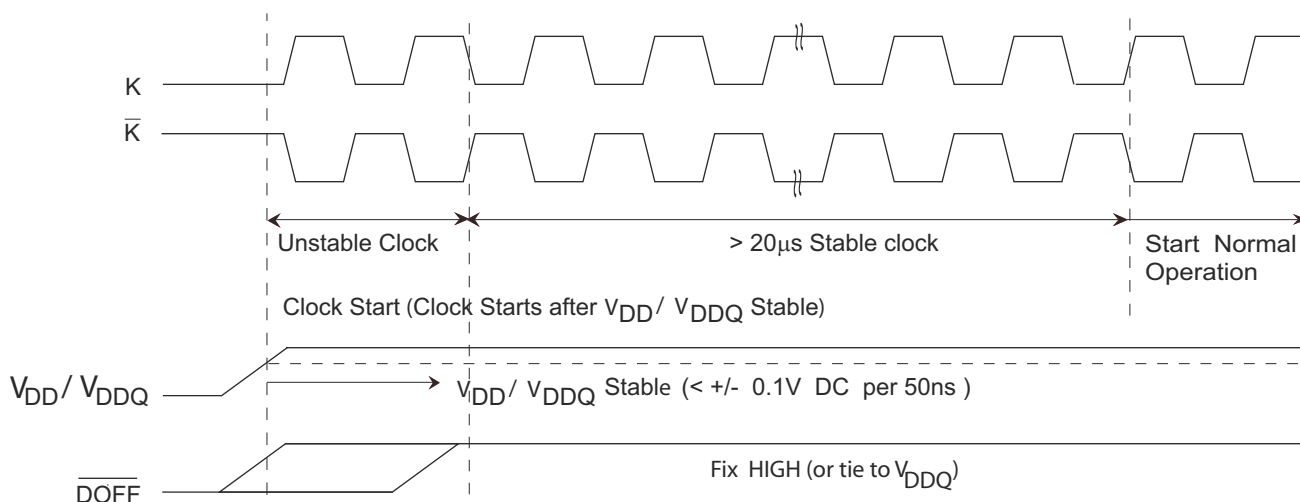 K
K
Unstable Clock
> 20μs Stable clock
Start Normal
Operation
Clock Start (Clock Starts after VDD/ VDDQ Stable)
VDD/ VDDQ
VDD/ VDDQ Stable (< +/- 0.1V DC per 50ns )
Fix HIGH (or tie to VDDQ)
DOFF